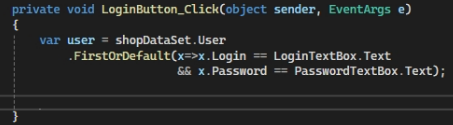 private void LoginButton_Click(object sender, EventArgs e)
{
var user = shopDataSet.User
.FirstOrDefault(x=>x.Login == LoginTextBox.Text
&& x.Password == PasswordTextBox.Text);
}